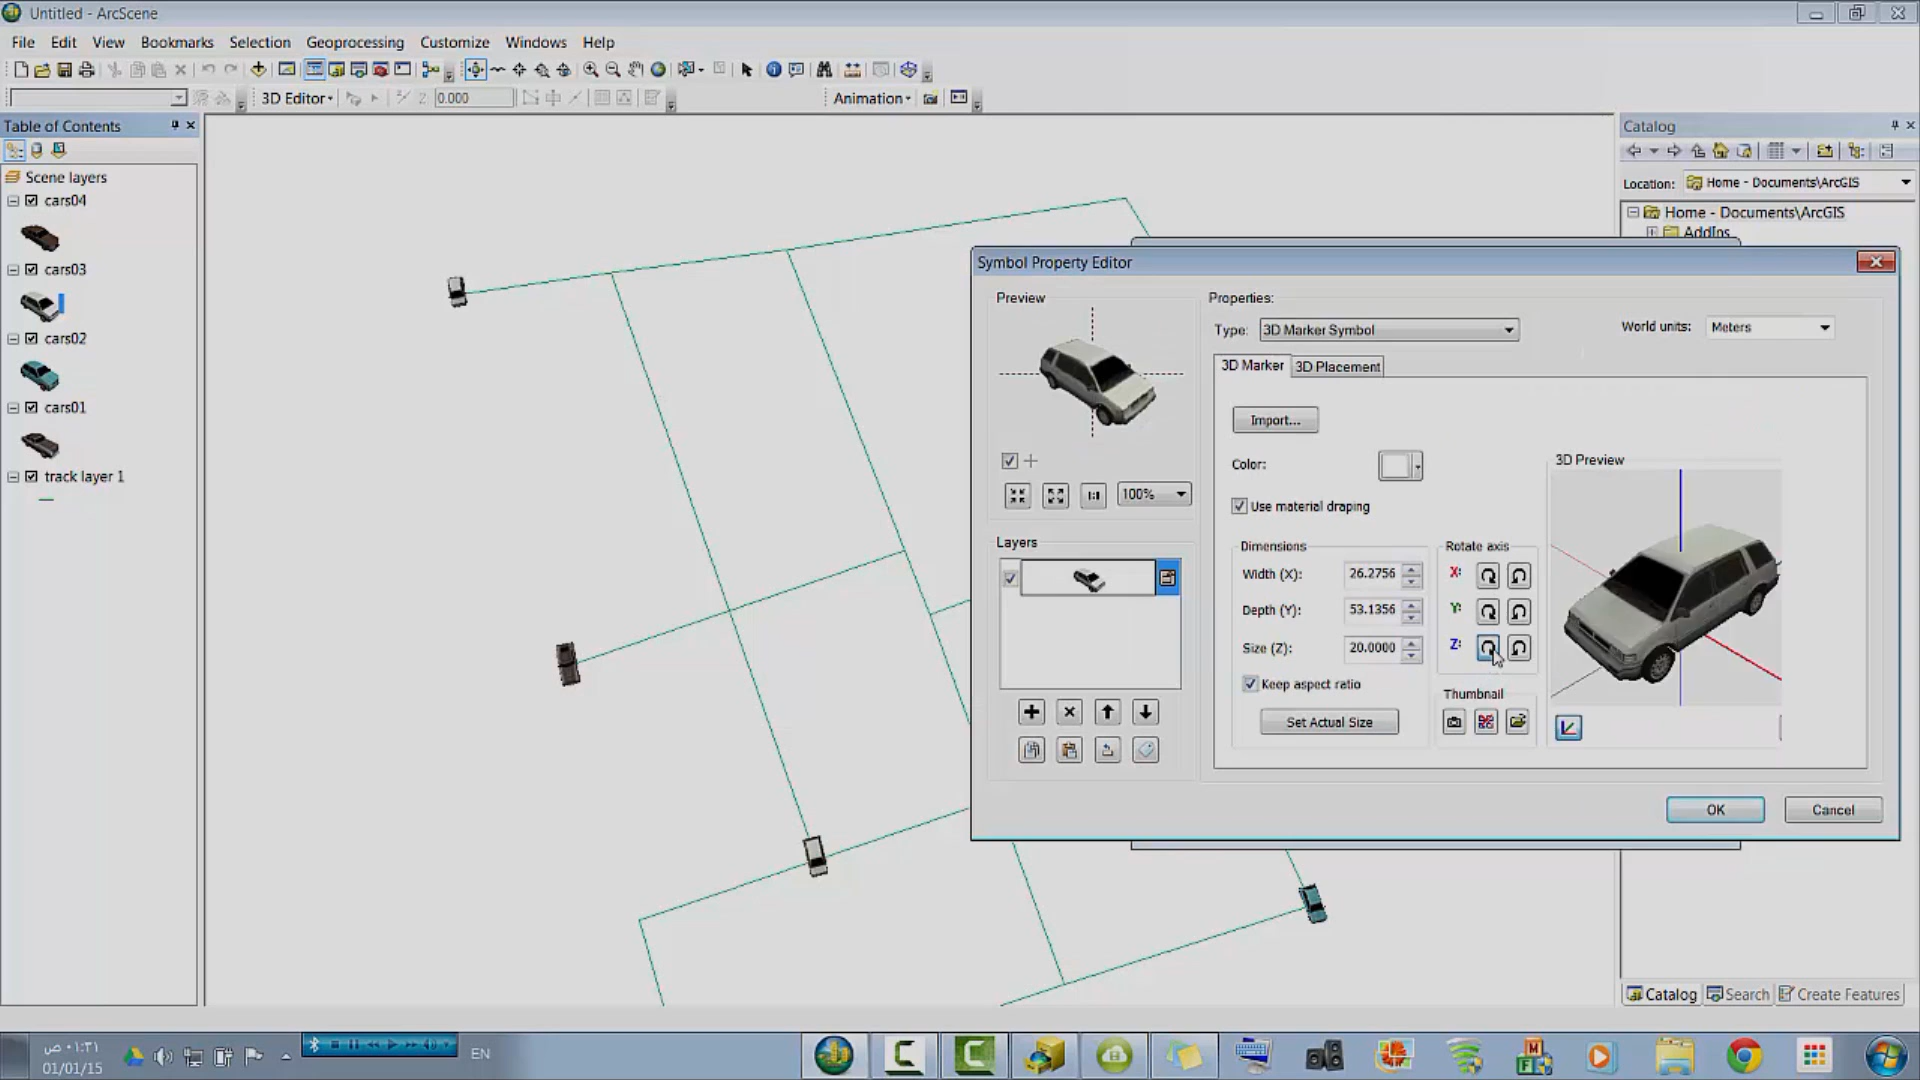 Untitled - ArcScene
File Edit View Bookmarks Selection Geoprocessing Customize Windows Help
3D Editor
Z 0.000
Animation
Table of Contents
Scene layers
cars04
cars03
cars02
cars01
track layer 1
Symbol Property Editor
Preview
100%
Layers
Properties:
Type: 3D Marker Symbol
World units: Meters
3D Marker 3D Placement
Import...
Color:
Use material draping
Dimensions
Width (X): 26.2756
Depth (Y): 53.1356
Size (Z): 20.0000
Keep aspect ratio
Set Actual Size
Rotate axis
X:
Y:
Z:
Thumbnail
3D Preview
OK Cancel
Catalog
Location: Home - Documents\ArcGIS
Home - Documents\ArcGIS
AddIns
Catalog Search Create Features
٠١:٣١ ص
01/01/15
EN